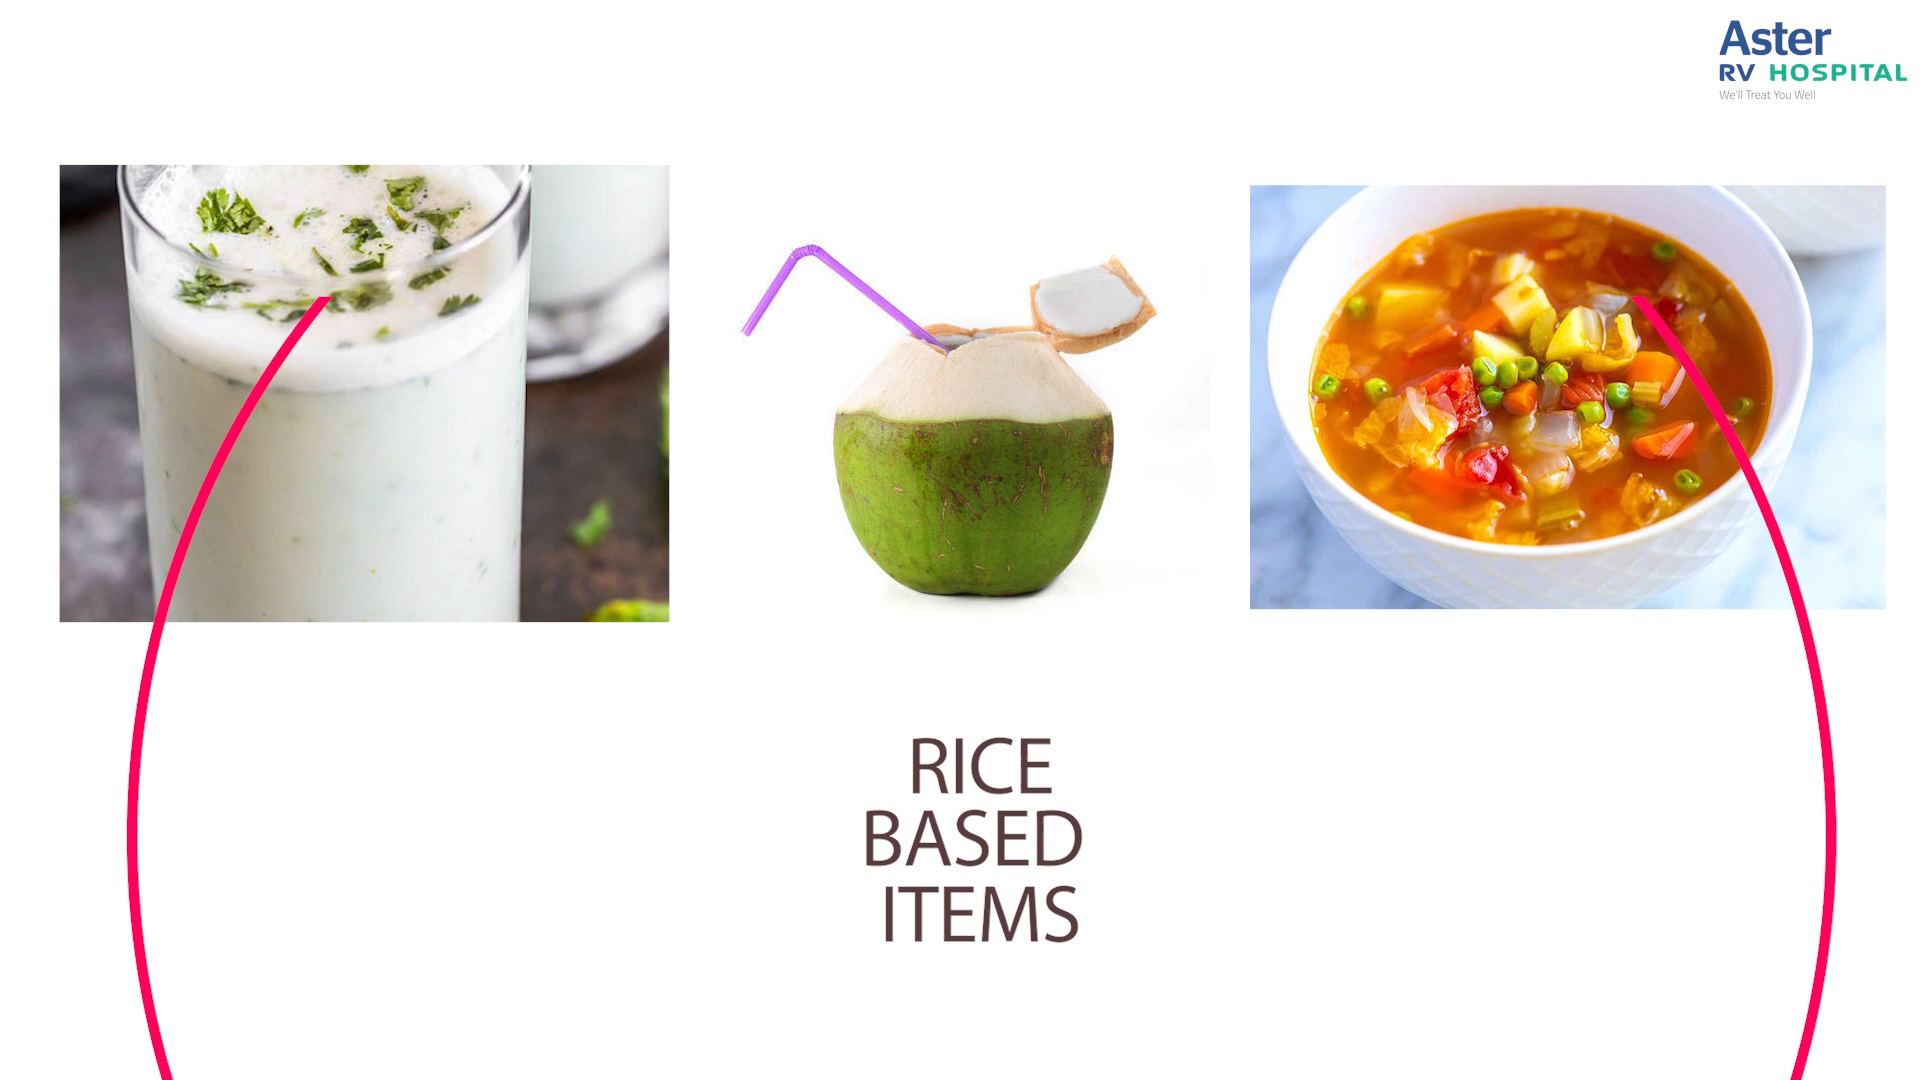 Aster
RV HOSPITAL
We'll Treat You Well
RICE
BASED
ITEMS